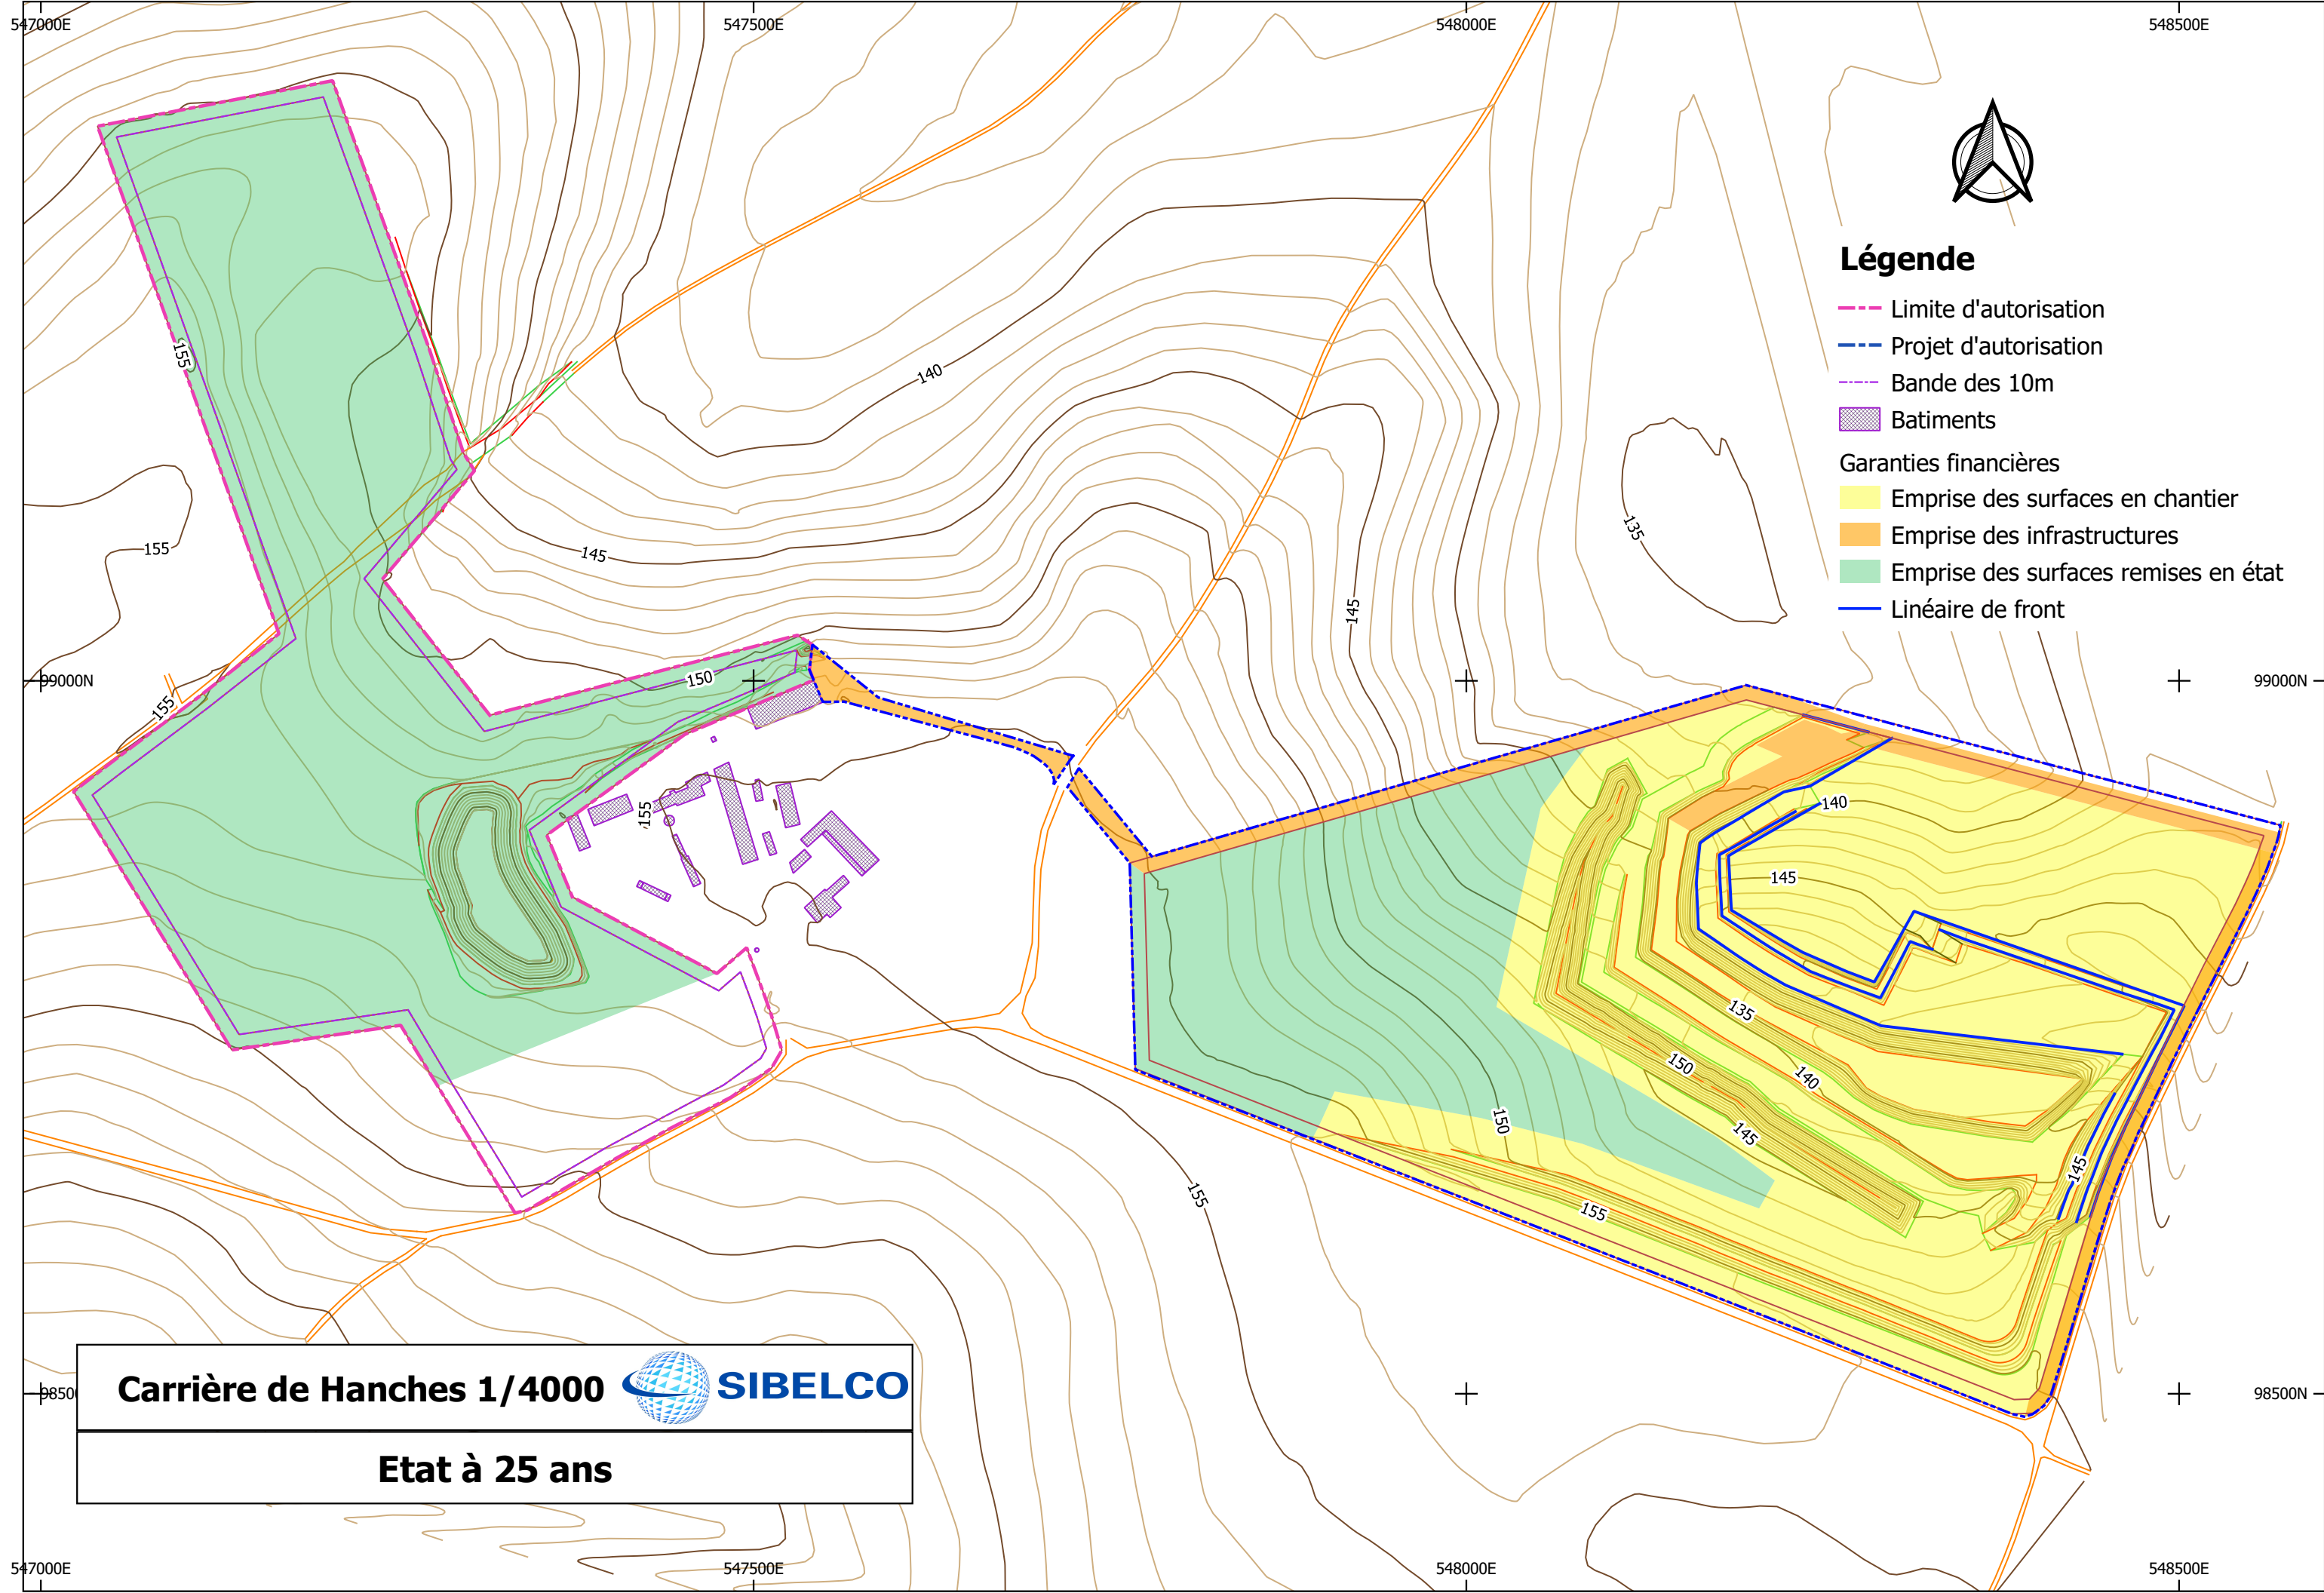 547000E
547500E
548000E
548500E
Légende
Limite d'autorisation
Projet d'autorisation
Bande des 10m
Batiments
Garanties financières
Emprise des surfaces en chantier
Emprise des infrastructures
Emprise des surfaces remises en état
Linéaire de front
155
140
135
155
145
145
150
99000N
99000N
155
155
140
145
135
150
140
150
145
145
155
155
98500
98500N
Carrière de Hanches 1/4000
SIBELCO
Etat à 25 ans
547000E
547500E
548000E
548500E